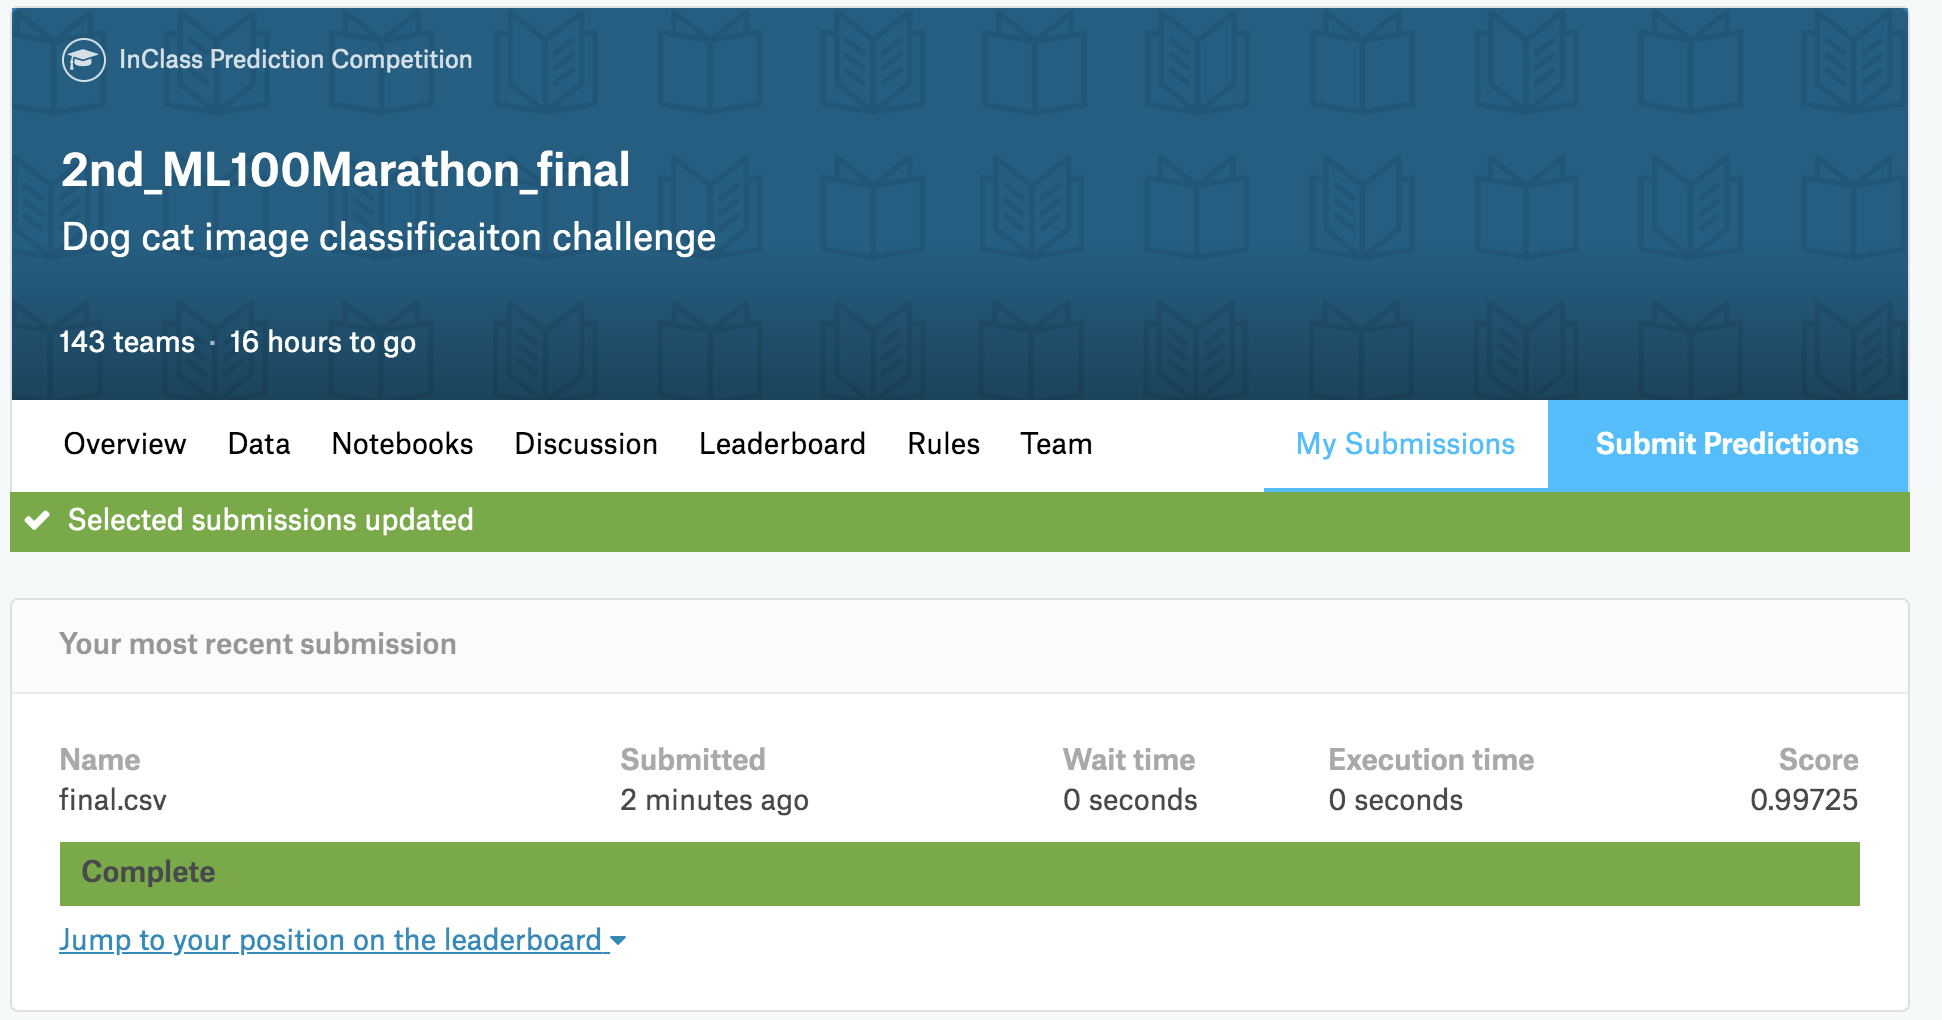 InClass Prediction Competition
2nd_ML100Marathon_final
Dog cat image classificaiton challenge
143 teams · 16 hours to go
Overview Data Notebooks Discussion Leaderboard Rules Team My Submissions Submit Predictions
Selected submissions updated
Your most recent submission
Name Submitted Wait time Execution time Score
final.csv 2 minutes ago 0 seconds 0 seconds 0.99725
Complete
Jump to your position on the leaderboard